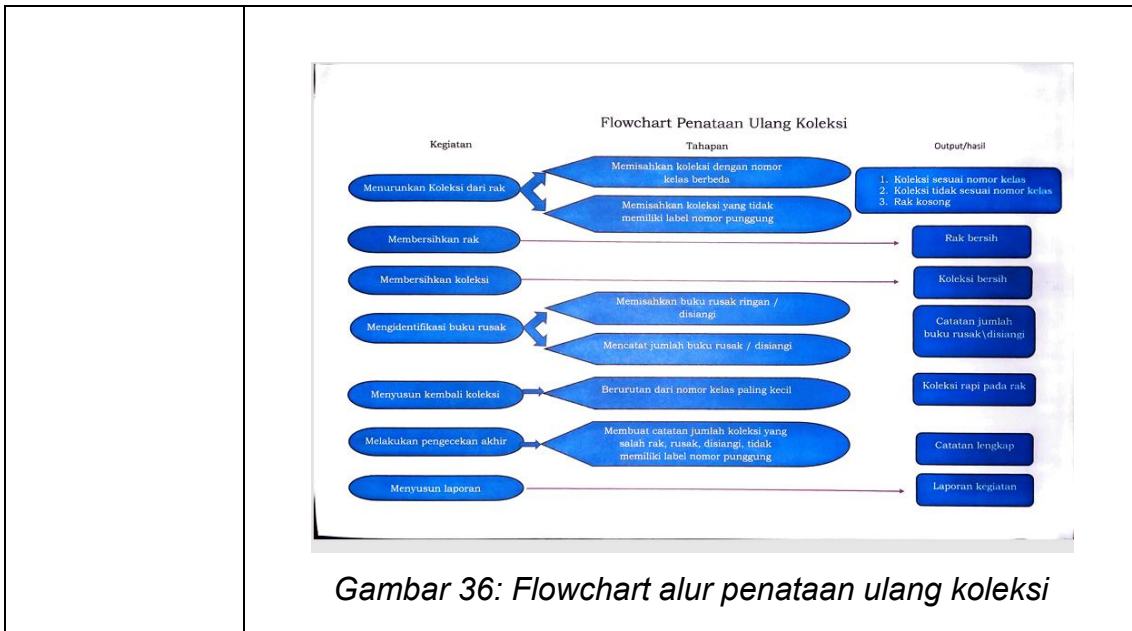 Flowchart Penataan Ulang Koleksi
Kegiatan
Tahapan
Output/hasil
Menurunkan Koleksi dari rak
Memisahkan koleksi dengan nomor
kelas berbeda
Memisahkan koleksi yang tidak
memiliki label nomor punggung
1. Koleksi sesuai nomor kelas
2. Koleksi tidak sesuai nomor kelas
3. Rak kosong
Membersihkan rak
Rak bersih
Membersihkan koleksi
Koleksi bersih
Mengidentifikasi buku rusak
Memisahkan buku rusak ringan /
disiangi
Mencatat jumlah buku rusak / disiangi
Catatan jumlah
buku rusak\disiangi
Menyusun kembali koleksi
Berurutan dari nomor kelas paling kecil
Koleksi rapi pada rak
Melakukan pengecekan akhir
Membuat catatan jumlah koleksi yang
salah rak, rusak, disiangi, tidak
memiliki label nomor punggung
Catatan lengkap
Menyusun laporan
Laporan kegiatan
Gambar 36: Flowchart alur penataan ulang koleksi